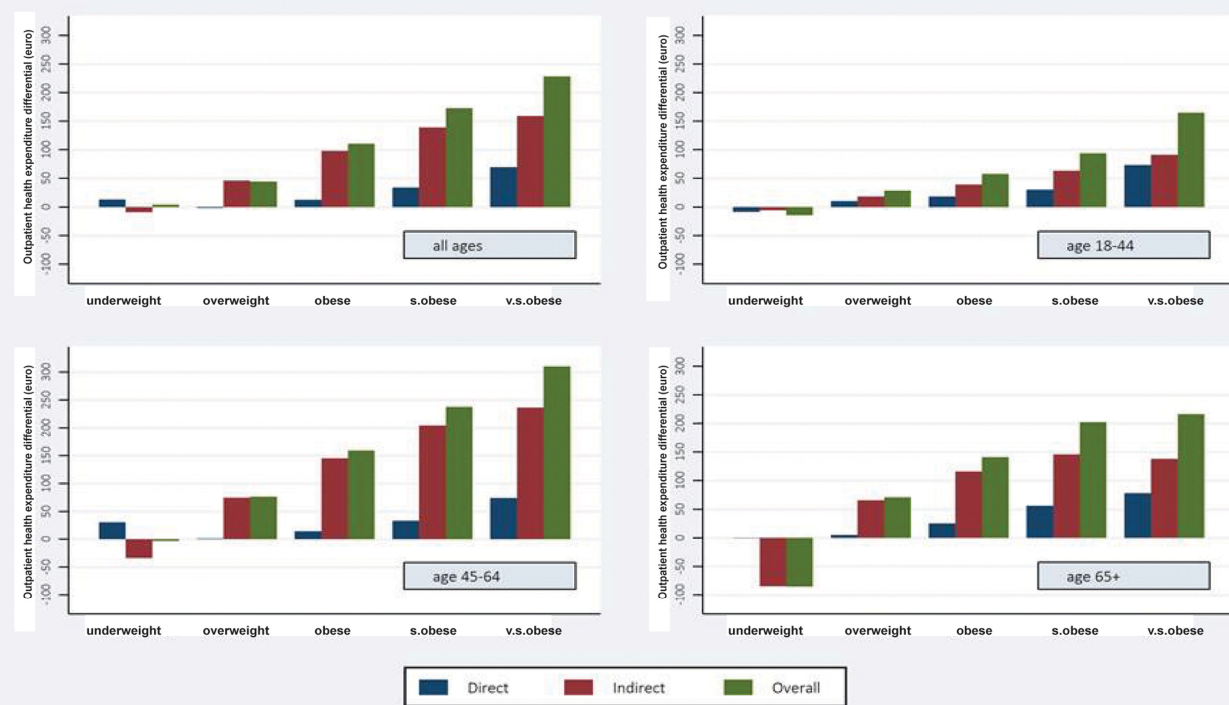 Outpatient health expenditure differential (euro)
300
250
200
150
100
50
0
-50
-100
all ages
underweight overweight obese s.obese v.s.obese
Outpatient health expenditure differential (euro)
300
250
200
150
100
50
0
-50
-100
age 18-44
underweight overweight obese s.obese v.s.obese
Outpatient health expenditure differential (euro)
300
250
200
150
100
50
0
-50
-100
age 45-64
underweight overweight obese s.obese v.s.obese
Outpatient health expenditure differential (euro)
300
250
200
150
100
50
0
-50
-100
age 65+
underweight overweight obese s.obese v.s.obese
Direct Indirect Overall